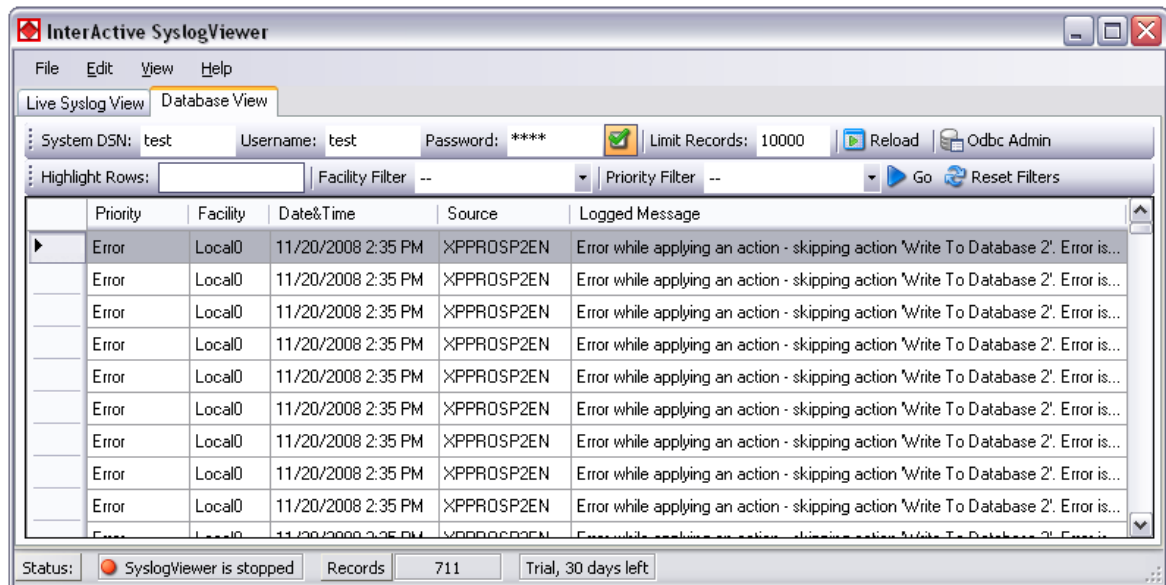 InterActive SyslogViewer
File Edit View Help
Live Syslog View Database View
System DSN: test Username: test Password: **** Limit Records: 10000 Reload Odbc Admin
Highlight Rows: Facility Filter -- Priority Filter -- Go Reset Filters
Priority Facility Date&Time Source Logged Message
Error Local0 11/20/2008 2:35 PM XPPROSP2EN Error while applying an action - skipping action 'Write To Database 2'. Error is...
Error Local0 11/20/2008 2:35 PM XPPROSP2EN Error while applying an action - skipping action 'Write To Database 2'. Error is...
Error Local0 11/20/2008 2:35 PM XPPROSP2EN Error while applying an action - skipping action 'Write To Database 2'. Error is...
Error Local0 11/20/2008 2:35 PM XPPROSP2EN Error while applying an action - skipping action 'Write To Database 2'. Error is...
Error Local0 11/20/2008 2:35 PM XPPROSP2EN Error while applying an action - skipping action 'Write To Database 2'. Error is...
Error Local0 11/20/2008 2:35 PM XPPROSP2EN Error while applying an action - skipping action 'Write To Database 2'. Error is...
Error Local0 11/20/2008 2:35 PM XPPROSP2EN Error while applying an action - skipping action 'Write To Database 2'. Error is...
Error Local0 11/20/2008 2:35 PM XPPROSP2EN Error while applying an action - skipping action 'Write To Database 2'. Error is...
Error Local0 11/20/2008 2:35 PM XPPROSP2EN Error while applying an action - skipping action 'Write To Database 2'. Error is...
Status: SyslogViewer is stopped Records 711 Trial, 30 days left